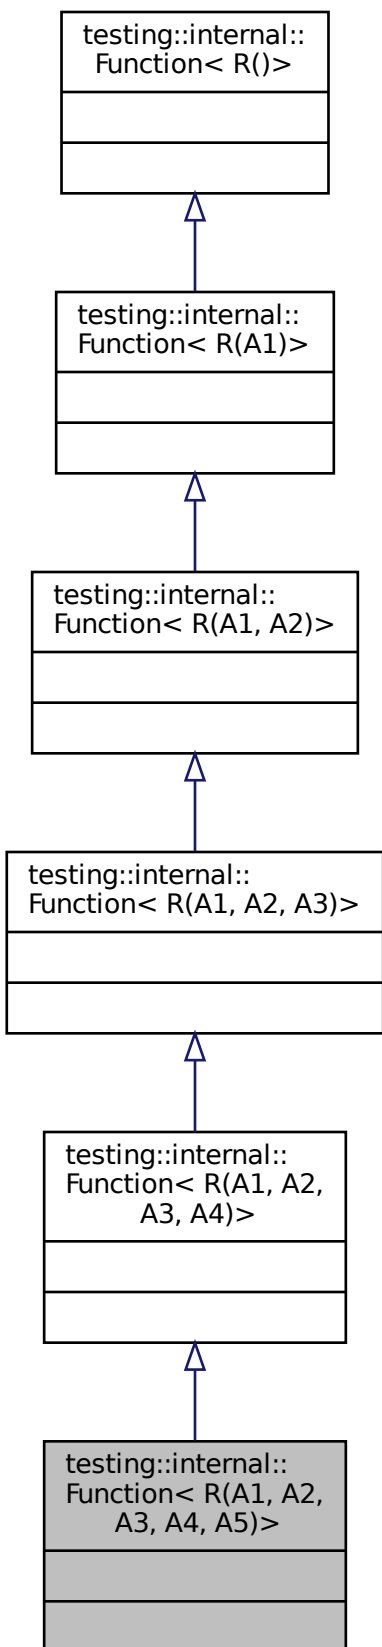 testing::internal::
Function< R()>
testing::internal::
Function< R(A1)>
testing::internal::
Function< R(A1, A2)>
testing::internal::
Function< R(A1, A2, A3)>
testing::internal::
Function< R(A1, A2,
A3, A4)>
testing::internal::
Function< R(A1, A2,
A3, A4, A5)>